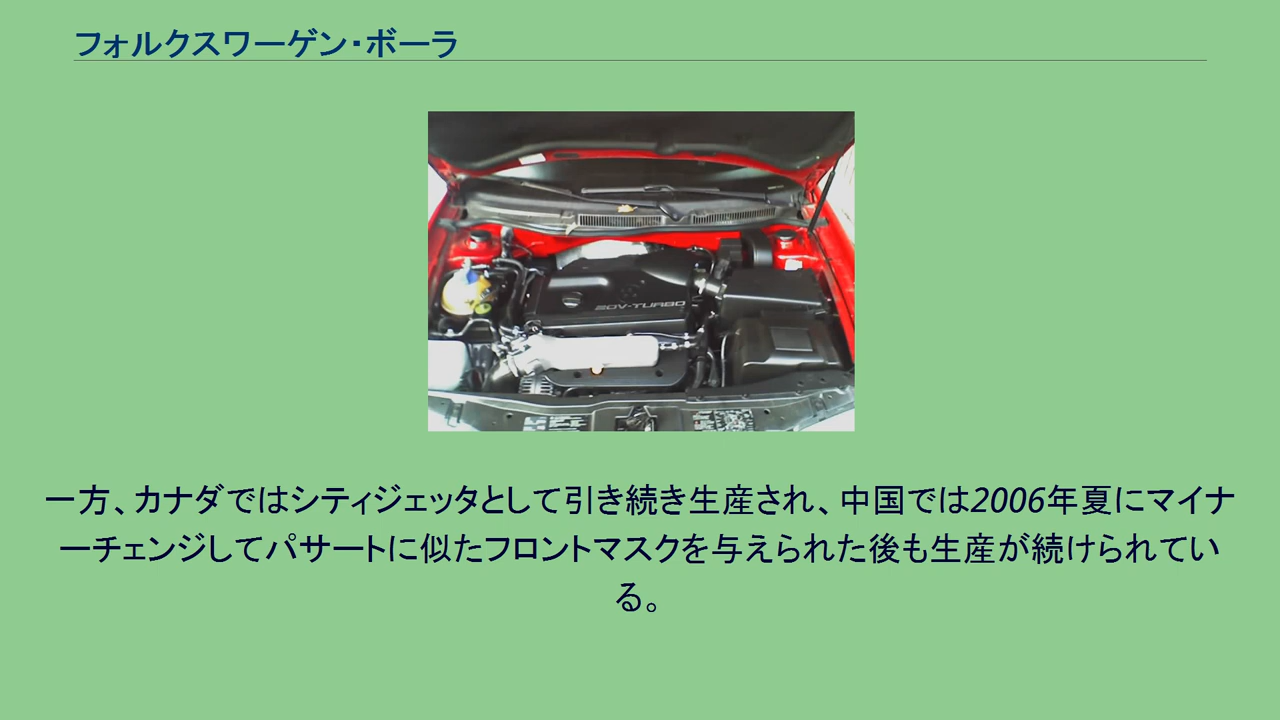 フォルクスワーゲン・ボーラ
20V-TURBO
一方、カナダではシティジェッタとして引き続き生産され、中国では2006年夏にマイナ
ーチェンジしてパサートに似たフロントマスクを与えられた後も生産が続けられてい
る。